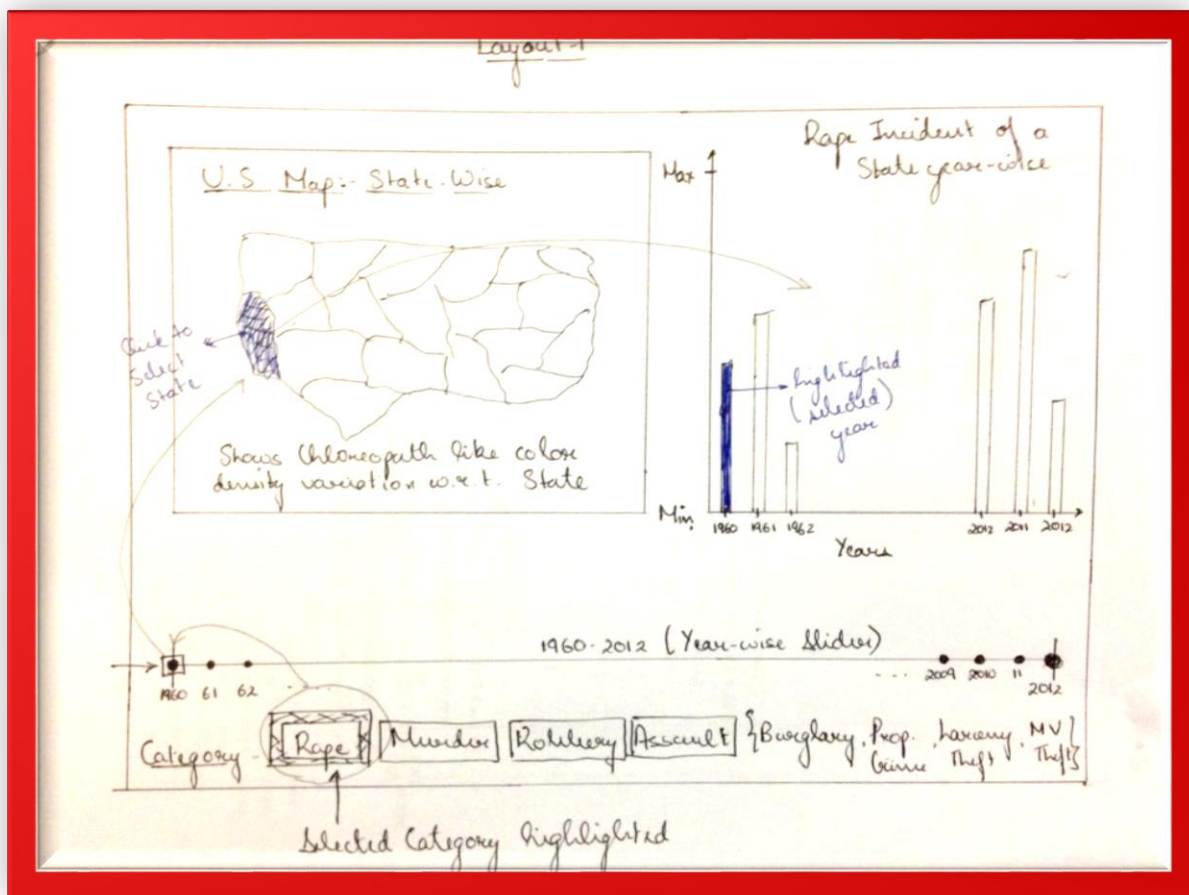 Layout-1
Rape Incident of a
State year-wise
U.S Map:- State-Wise
Click to
Select
State
Shows Chloreopath like color
density variation w.r.t. State
Max
Min
highlighted
(selected)
year
1960 1961 1962 2012 2011 2012
Years
1960-2012 (Year-wise Slider)
1960 61 62 .... 2009 2010 11 2012
Category - Rape Murder Robbery Assault {Burglary, Prop. Crime, Larceny Theft, MV Theft}
Selected Category highlighted